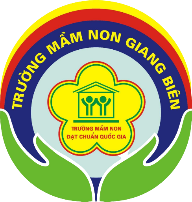 TRƯỜNG MẦM NON GIANG BIÊN
TRƯỜNG MẦM NON
ĐẠT CHUẨN QUỐC GIA